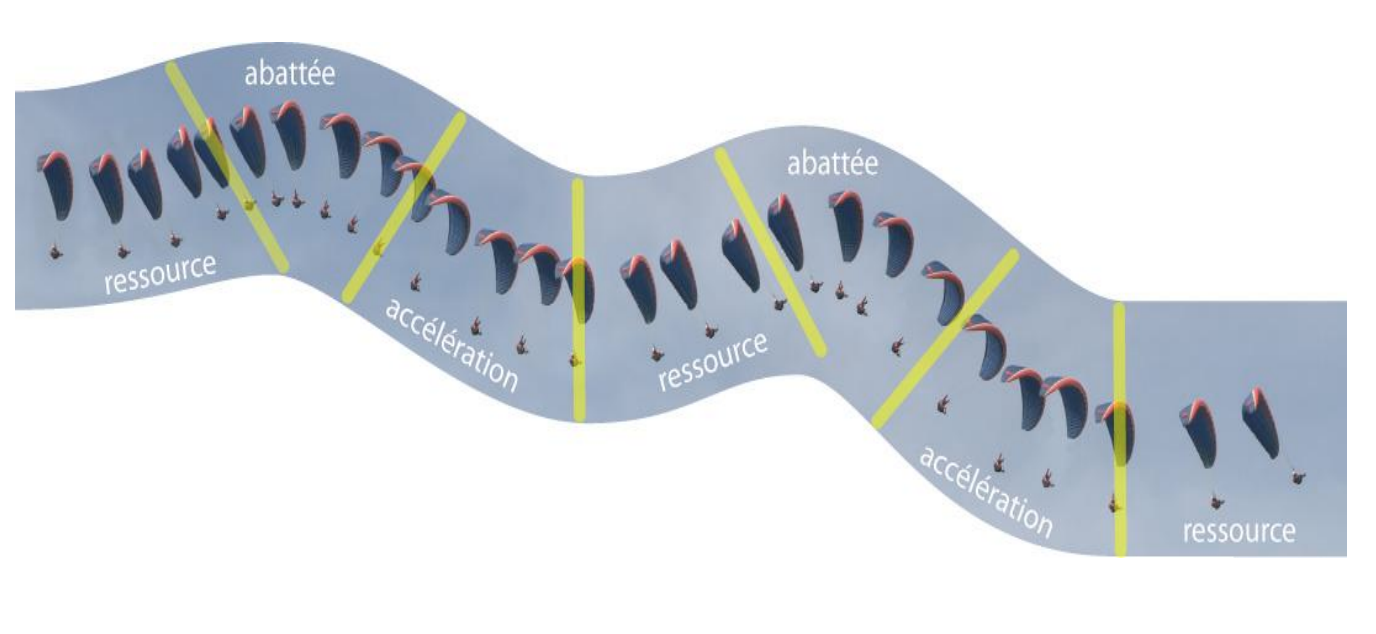 abattée
ressource
accélération
abattée
ressource
accélération
ressource